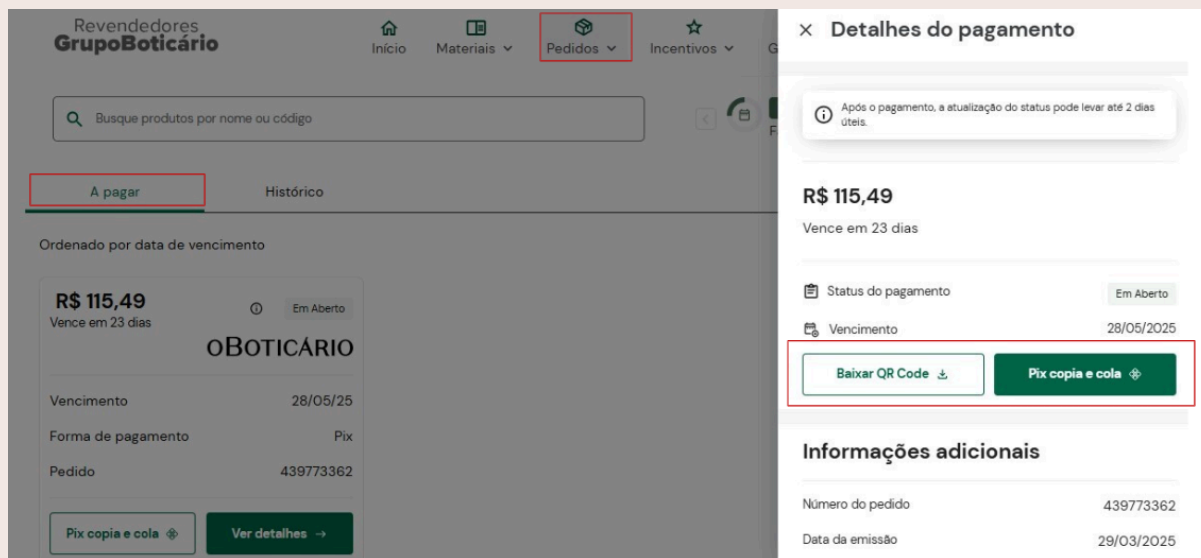 Revendedores
GrupoBoticário
Início
Materiais
Pedidos
Incentivos
Busque produtos por nome ou código
A pagar
Histórico
Ordenado por data de vencimento
R$ 115,49
Em Aberto
Vence em 23 dias
oBOTICÁRIO
Vencimento 28/05/25
Forma de pagamento Pix
Pedido 439773362
Pix copia e cola
Ver detalhes →
× Detalhes do pagamento
Após o pagamento, a atualização do status pode levar até 2 dias
úteis.
R$ 115,49
Vence em 23 dias
Status do pagamento Em Aberto
Vencimento 28/05/2025
Baixar QR Code
Pix copia e cola
Informações adicionais
Número do pedido 439773362
Data da emissão 29/03/2025